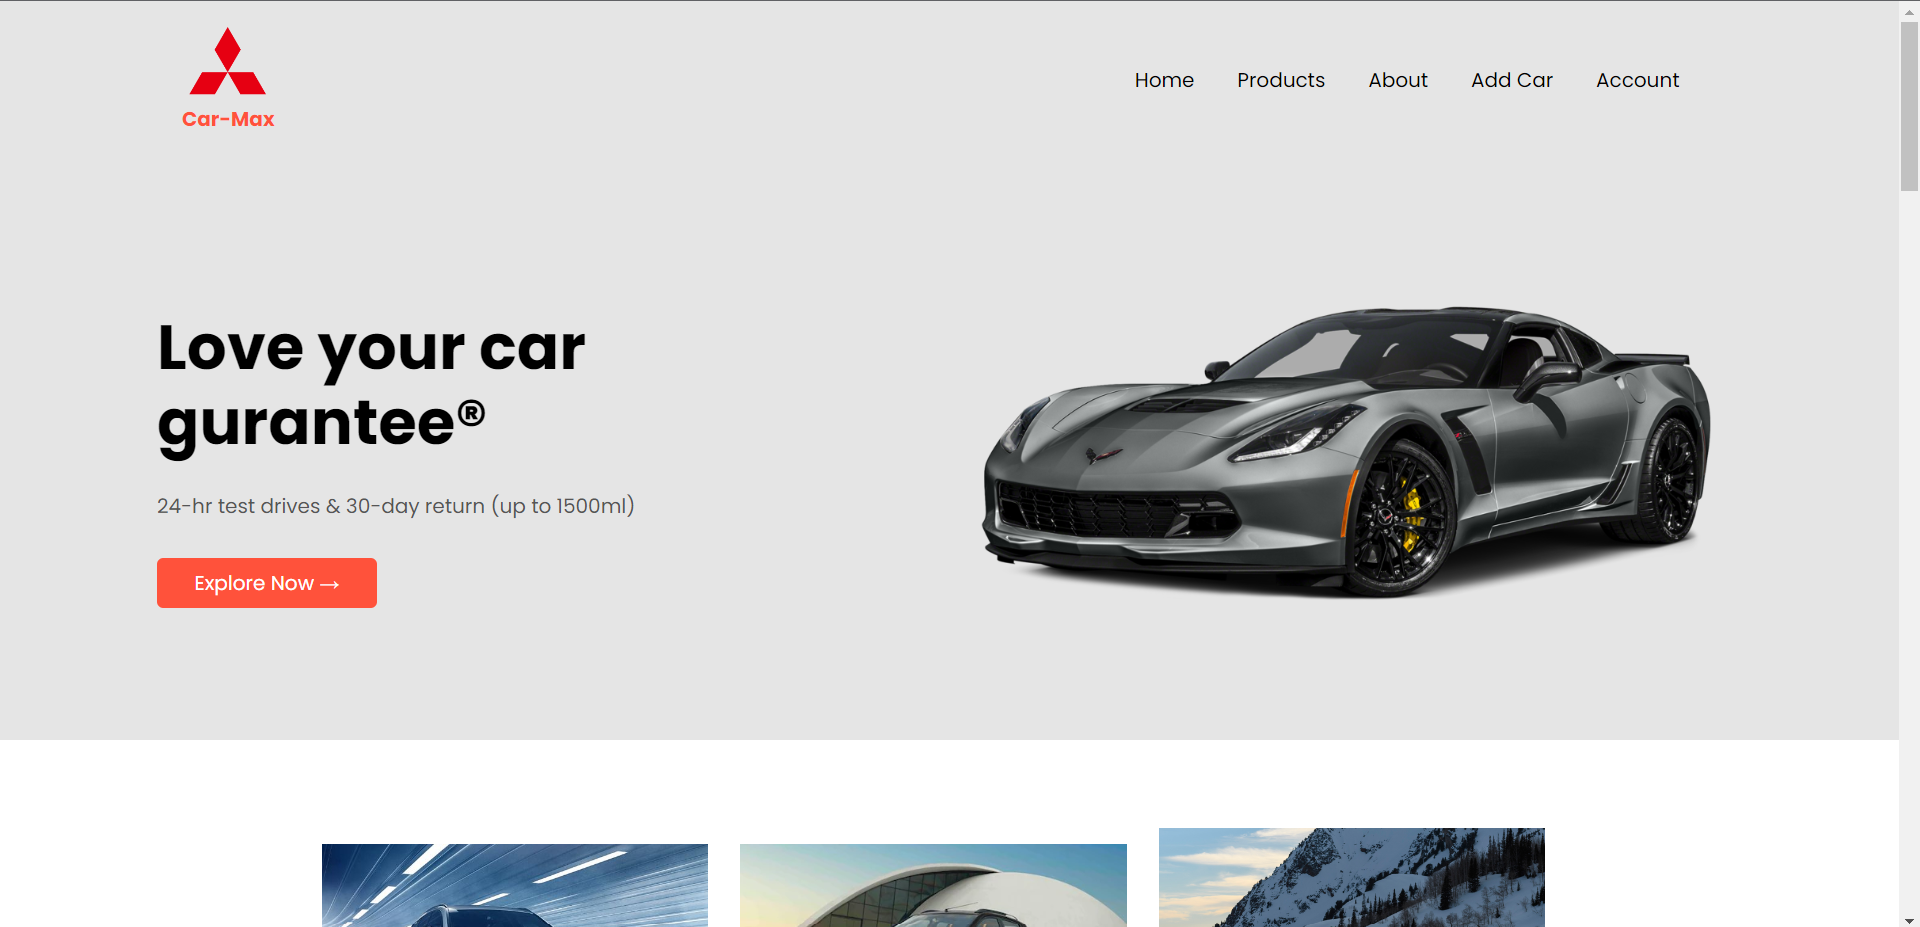 Car-Max
Home Products About Add Car Account
Love your car
gurantee®
24-hr test drives & 30-day return (up to 1500ml)
Explore Now →